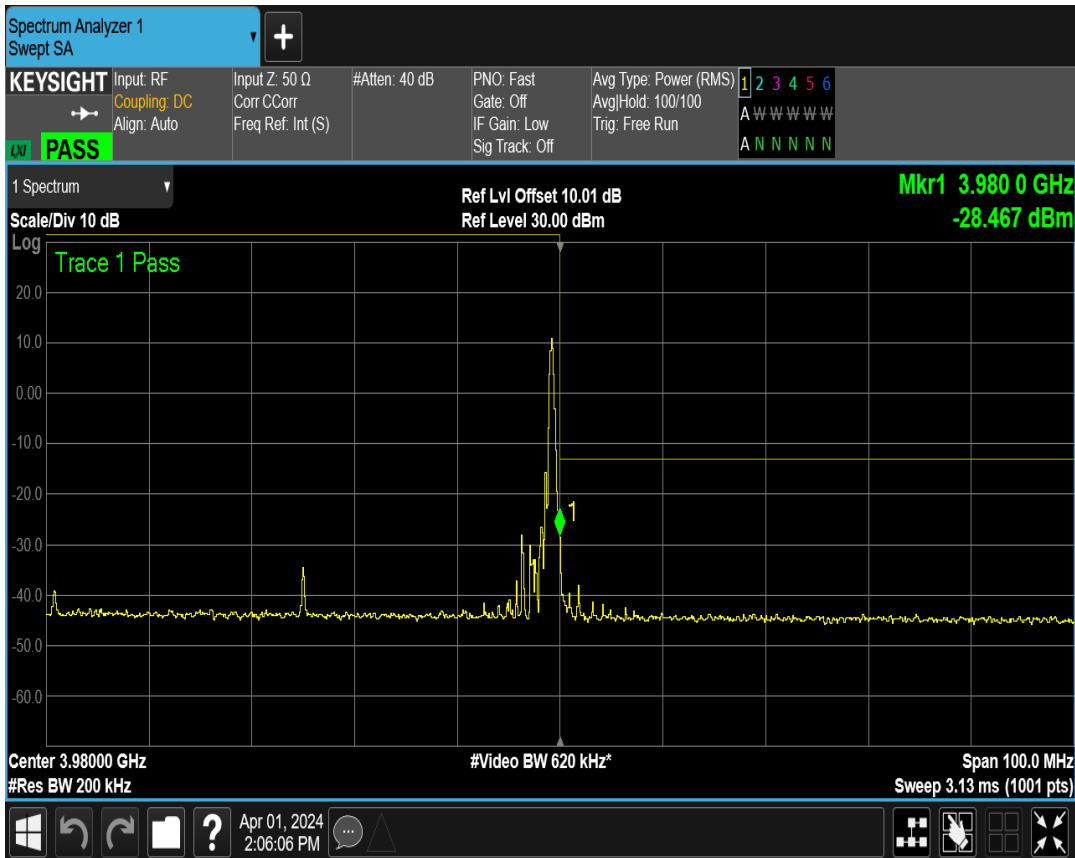 Spectrum Analyzer 1
Swept SA
+
KEYSIGHT
LXI PASS
Input: RF
Coupling: DC
Align: Auto
Input Z: 50 Ω
Corr CCorr
Freq Ref: Int (S)
#Atten: 40 dB
PNO: Fast
Gate: Off
IF Gain: Low
Sig Track: Off
Avg Type: Power (RMS)
Avg|Hold: 100/100
Trig: Free Run
1 2 3 4 5 6
A W W W W W
A N N N N N
1 Spectrum
Scale/Div 10 dB
Ref Lvl Offset 10.01 dB
Ref Level 30.00 dBm
Mkr1 3.980 0 GHz
-28.467 dBm
Log
Trace 1 Pass
20.0
10.0
0.00
-10.0
-20.0
-30.0
-40.0
-50.0
-60.0
1
Center 3.98000 GHz
#Res BW 200 kHz
#Video BW 620 kHz*
Span 100.0 MHz
Sweep 3.13 ms (1001 pts)
?
Apr 01, 2024
2:06:06 PM